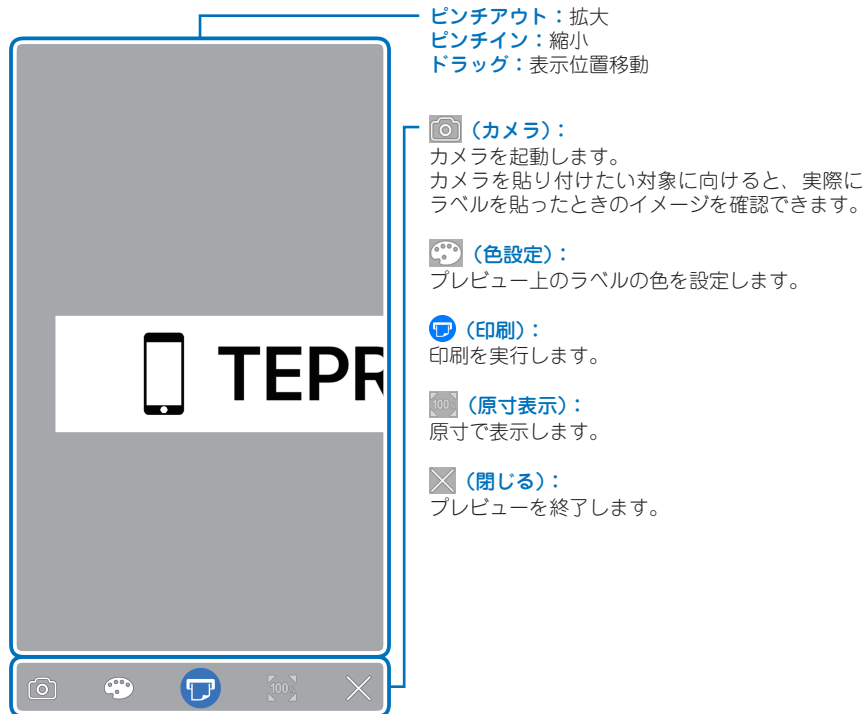 ピンチアウト：拡大
ピンチイン：縮小
ドラッグ：表示位置移動
（カメラ）：
カメラを起動します。
カメラを貼り付けたい対象に向けると、実際に
ラベルを貼ったときのイメージを確認できます。
（色設定）：
プレビュー上のラベルの色を設定します。
（印刷）：
印刷を実行します。
100 （原寸表示）：
原寸で表示します。
（閉じる）：
プレビューを終了します。
TEPR
100